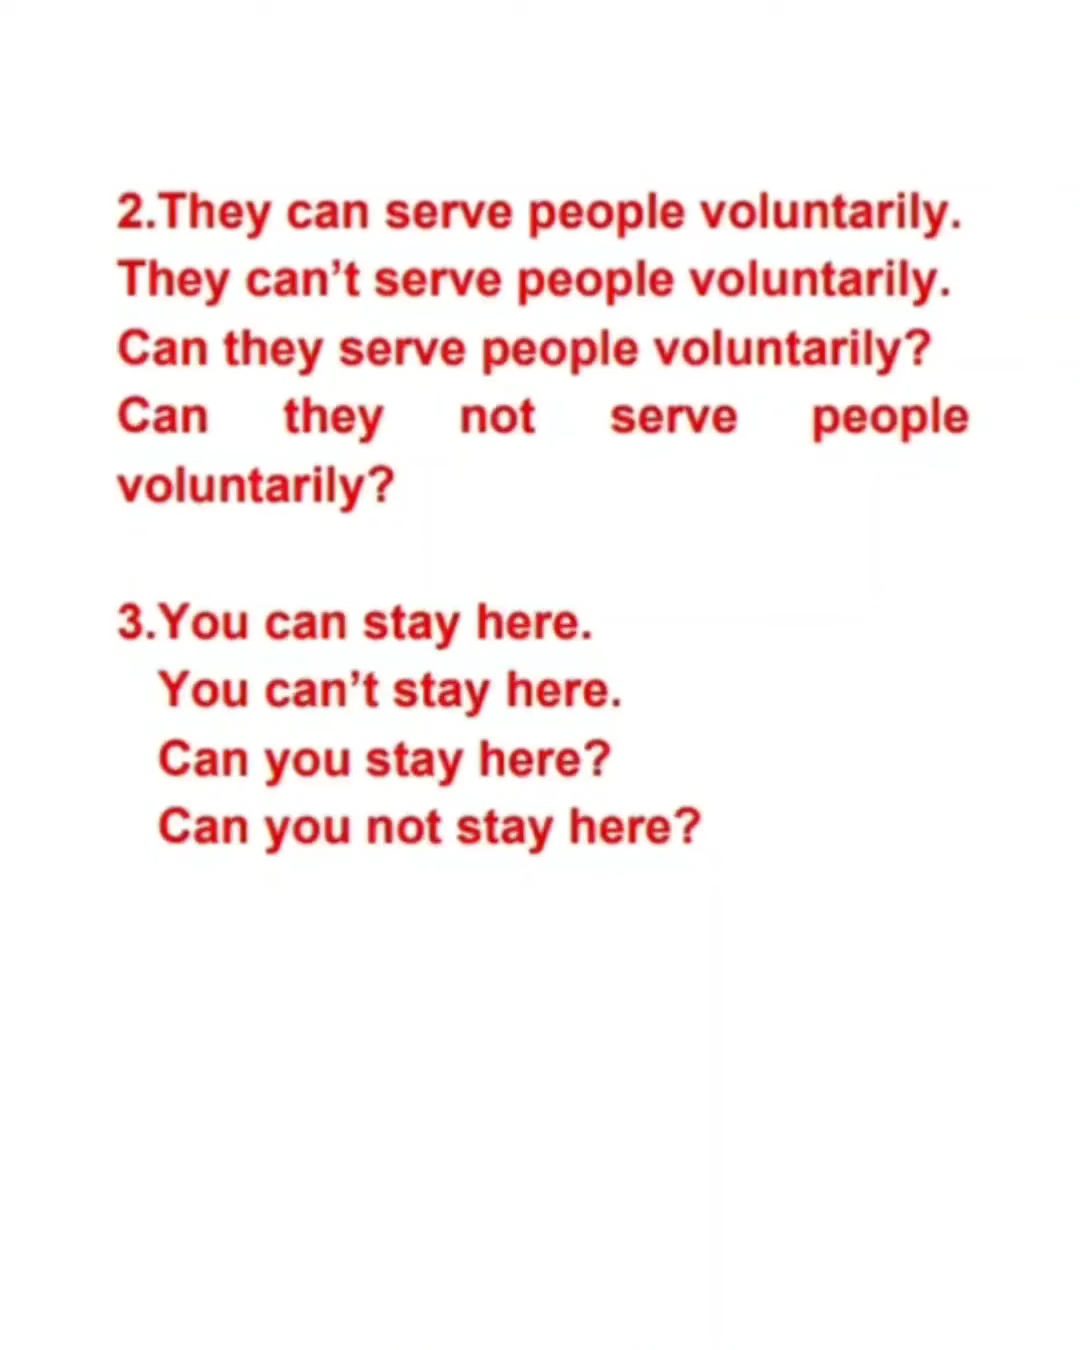 2.They can serve people voluntarily.
They can’t serve people voluntarily.
Can they serve people voluntarily?
Can they not serve people
voluntarily?
3.You can stay here.
You can’t stay here.
Can you stay here?
Can you not stay here?